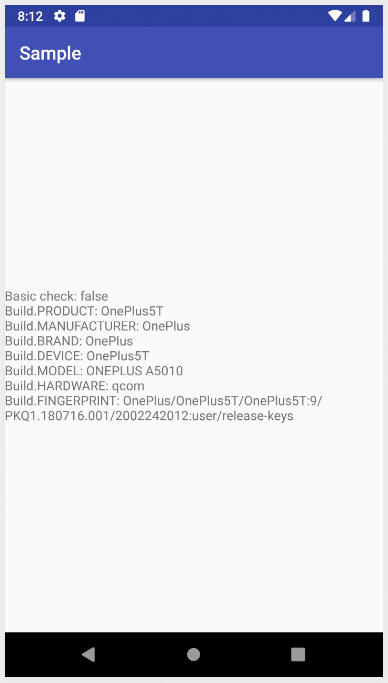 8:12
Sample
Basic check: false
Build.PRODUCT: OnePlus5T
Build.MANUFACTURER: OnePlus
Build.BRAND: OnePlus
Build.DEVICE: OnePlus5T
Build.MODEL: ONEPLUS A5010
Build.HARDWARE: qcom
Build.FINGERPRINT: OnePlus/OnePlus5T/OnePlus5T:9/
PKQ1.180716.001/2002242012:user/release-keys